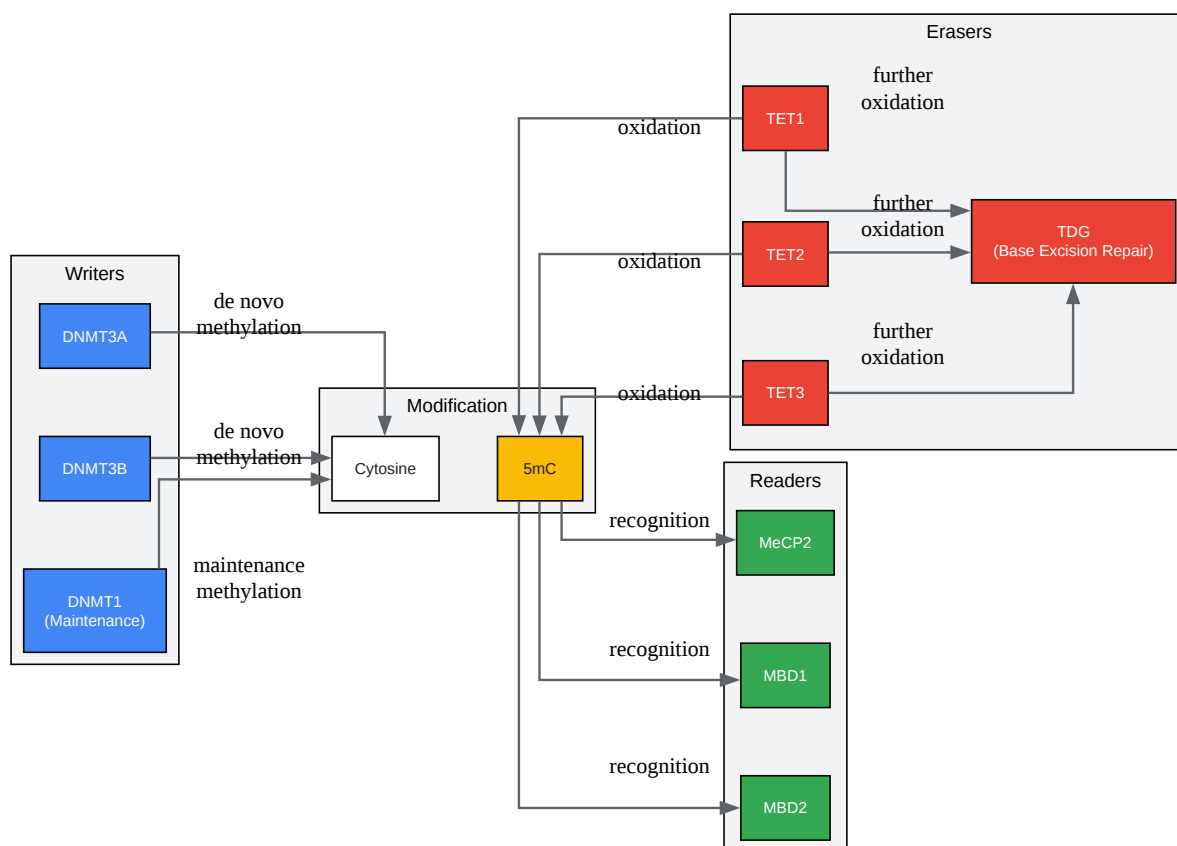 Erasers
further
oxidation
TET1
oxidation
further
oxidation
TDG
(Base Excision Repair)
TET2
oxidation
further
oxidation
TET3
oxidation
Writers
de novo
methylation
DNMT3A
Modification
de novo
methylation
DNMT3B
Cytosine
5mC
maintenance
methylation
DNMT1
(Maintenance)
Readers
recognition
MeCP2
recognition
MBD1
recognition
MBD2